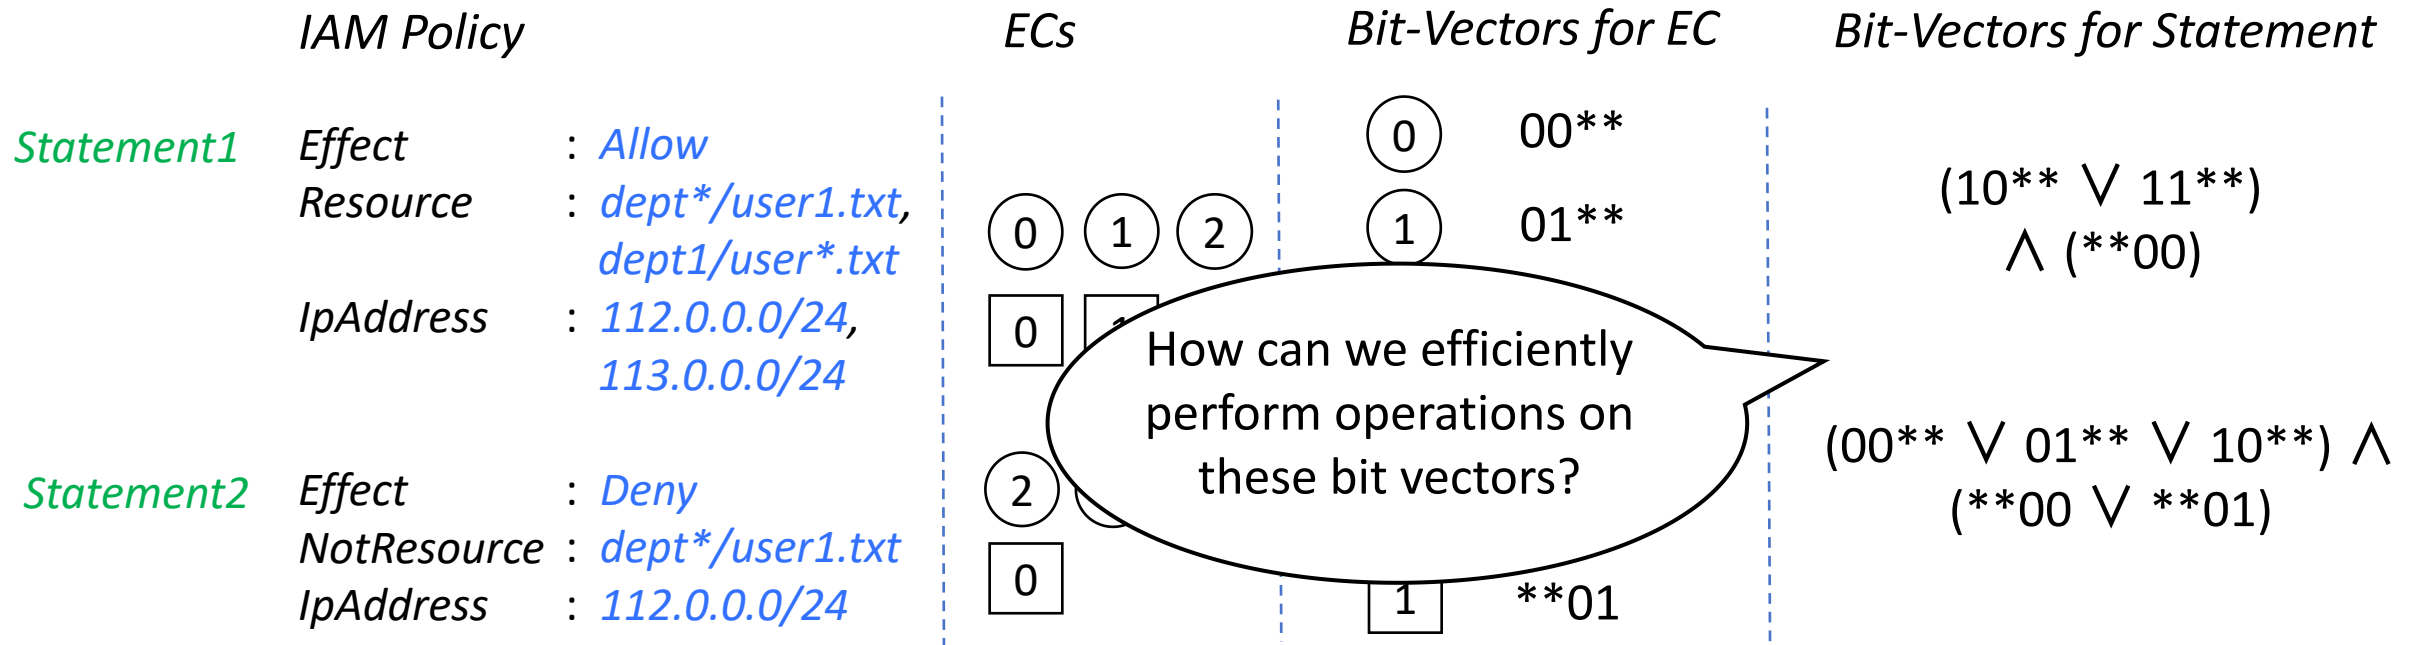 IAM Policy ECs Bit-Vectors for EC Bit-Vectors for Statement
Statement1 Effect : Allow
Resource : dept*/user1.txt,
dept1/user*.txt
IpAddress : 112.0.0.0/24,
113.0.0.0/24
Statement2 Effect : Deny
NotResource : dept*/user1.txt
IpAddress : 112.0.0.0/24
0 1 2
0
2
0
0 00**
1 01**
1 **01
How can we efficiently
perform operations on
these bit vectors?
(10** ∨ 11**)
∧ (**00)
(00** ∨ 01** ∨ 10**) ∧
(**00 ∨ **01)